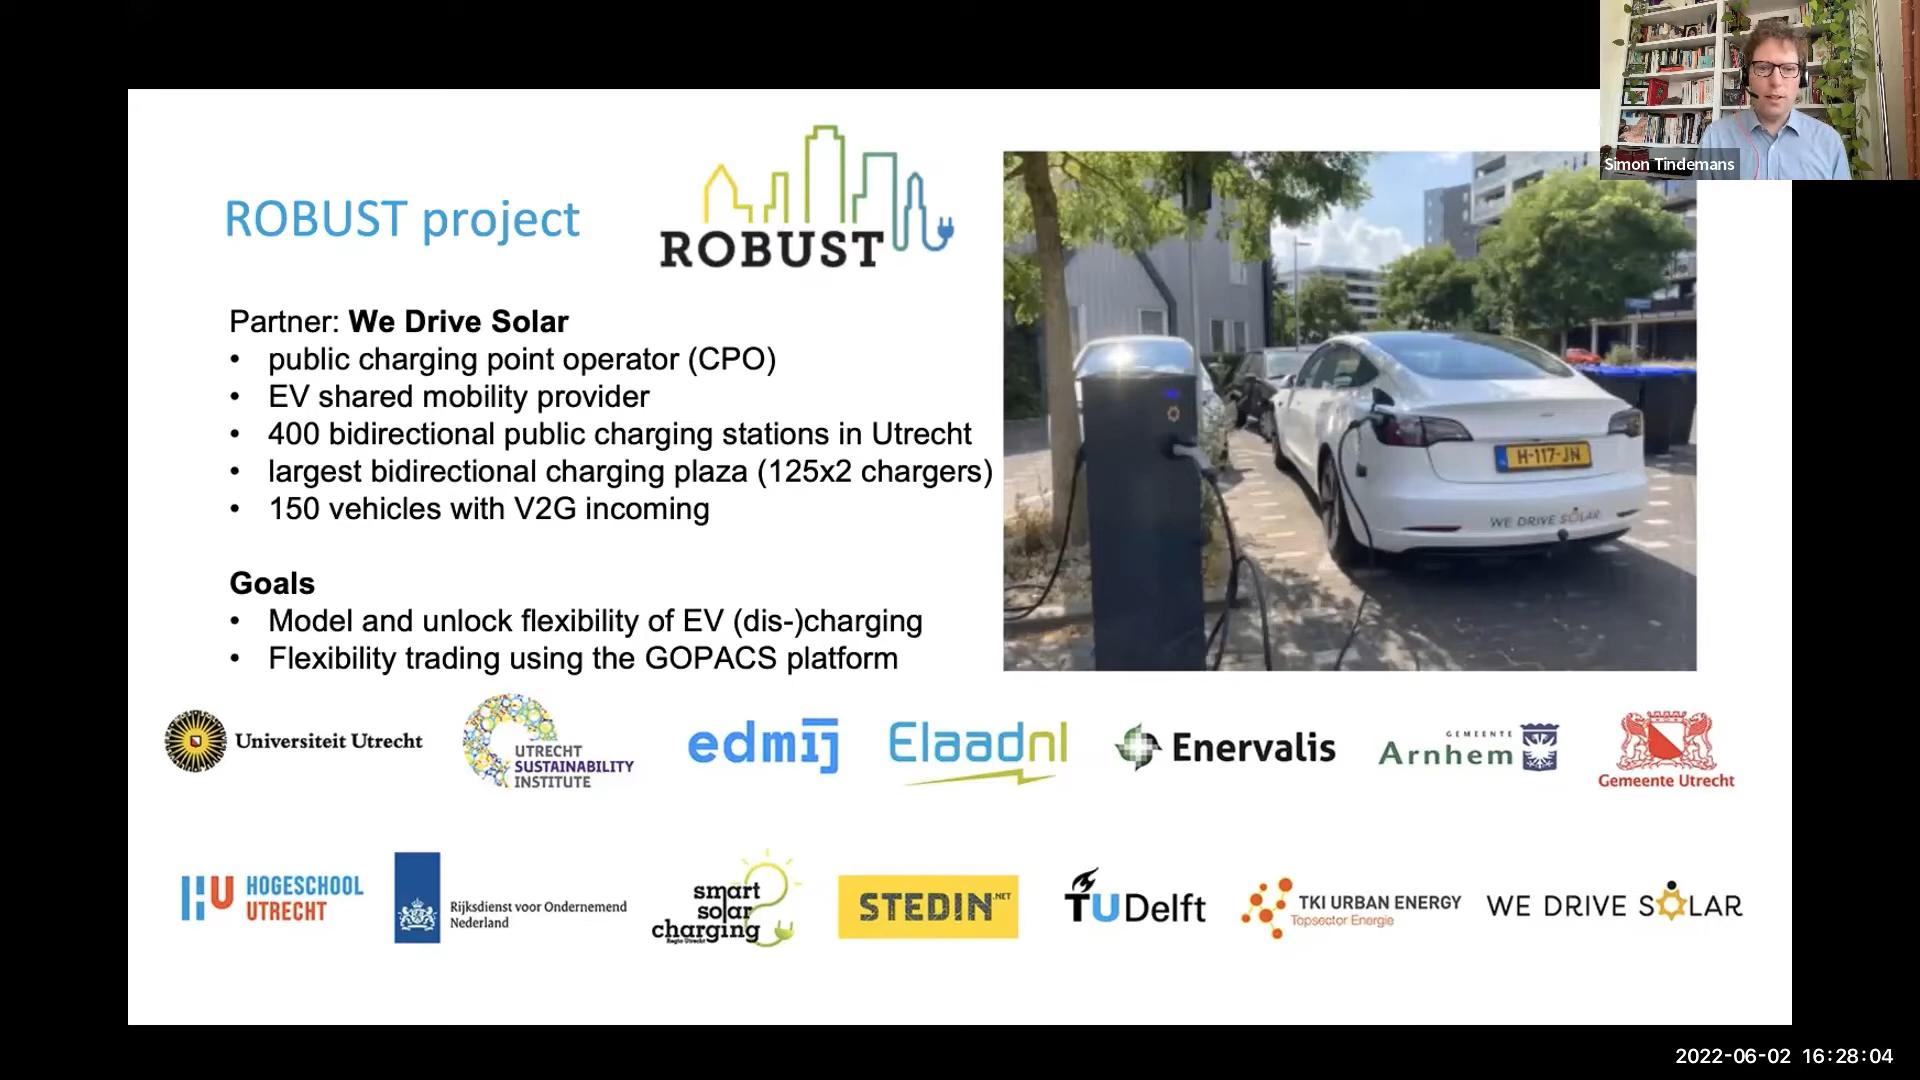 Simon Tindemans
ROBUST project
ROBUST
Partner: We Drive Solar
• public charging point operator (CPO)
• EV shared mobility provider
• 400 bidirectional public charging stations in Utrecht
• largest bidirectional charging plaza (125x2 chargers)
• 150 vehicles with V2G incoming
Goals
• Model and unlock flexibility of EV (dis-)charging
• Flexibility trading using the GOPACS platform
H-117-JN
WE DRIVE SOLAR
Universiteit Utrecht
UTRECHT
SUSTAINABILITY
INSTITUTE
edmij
Elaadnl
Enervalis
GEMEENTE
Arnhem
Gemeente Utrecht
HU HOGESCHOOL
UTRECHT
Rijksdienst voor Ondernemend
Nederland
smart
solar
charging
Regio Utrecht
STEDIN.NET
TU Delft
TKI URBAN ENERGY
Topsector Energie
WE DRIVE SOLAR
2022-06-02 16:28:04